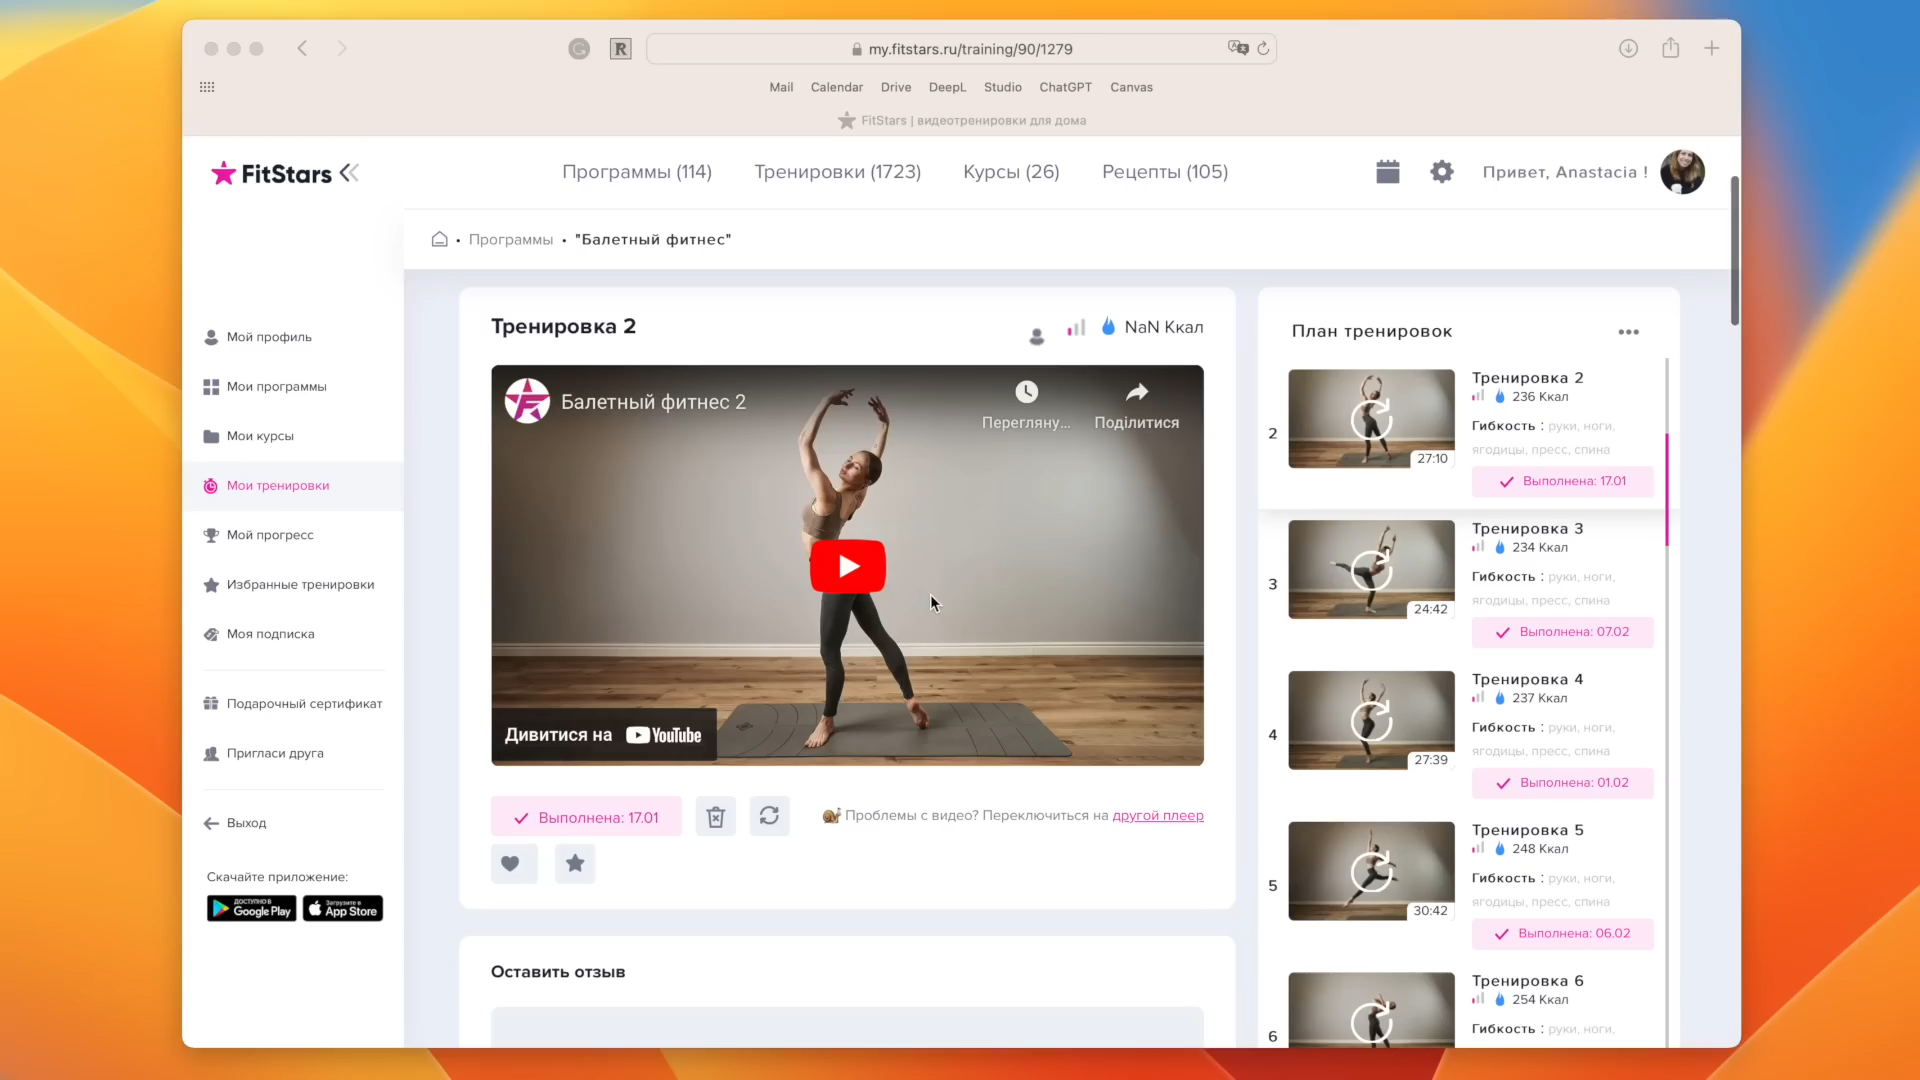 R
my.fitstars.ru/training/90/1279
Mail Calendar Drive DeepL Studio ChatGPT Canvas
FitStars | видеотренировки для дома
FitStars
Программы (114) Тренировки (1723) Курсы (26) Рецепты (105)
Привет, Anastacia !
Программы • "Балетный фитнес"
Мой профиль
Мои программы
Мои курсы
Мои тренировки
Мой прогресс
Избранные тренировки
Моя подписка
Подарочный сертификат
Пригласи друга
Выход
Скачайте приложение:
ДОСТУПНО В
Google Play
Загрузите в
App Store
Тренировка 2
NaN Ккал
Балетный фитнес 2
Перегляну...
Поділитися
Дивитися на YouTube
Выполнена: 17.01
Проблемы с видео? Переключиться на другой плеер
Оставить отзыв
План тренировок
2
27:10
Тренировка 2
236 Ккал
Гибкость : руки, ноги,
ягодицы, пресс, спина
Выполнена: 17.01
3
24:42
Тренировка 3
234 Ккал
Гибкость : руки, ноги,
ягодицы, пресс, спина
Выполнена: 07.02
4
27:39
Тренировка 4
237 Ккал
Гибкость : руки, ноги,
ягодицы, пресс, спина
Выполнена: 01.02
5
30:42
Тренировка 5
248 Ккал
Гибкость : руки, ноги,
ягодицы, пресс, спина
Выполнена: 06.02
6
Тренировка 6
254 Ккал
Гибкость : руки, ноги,